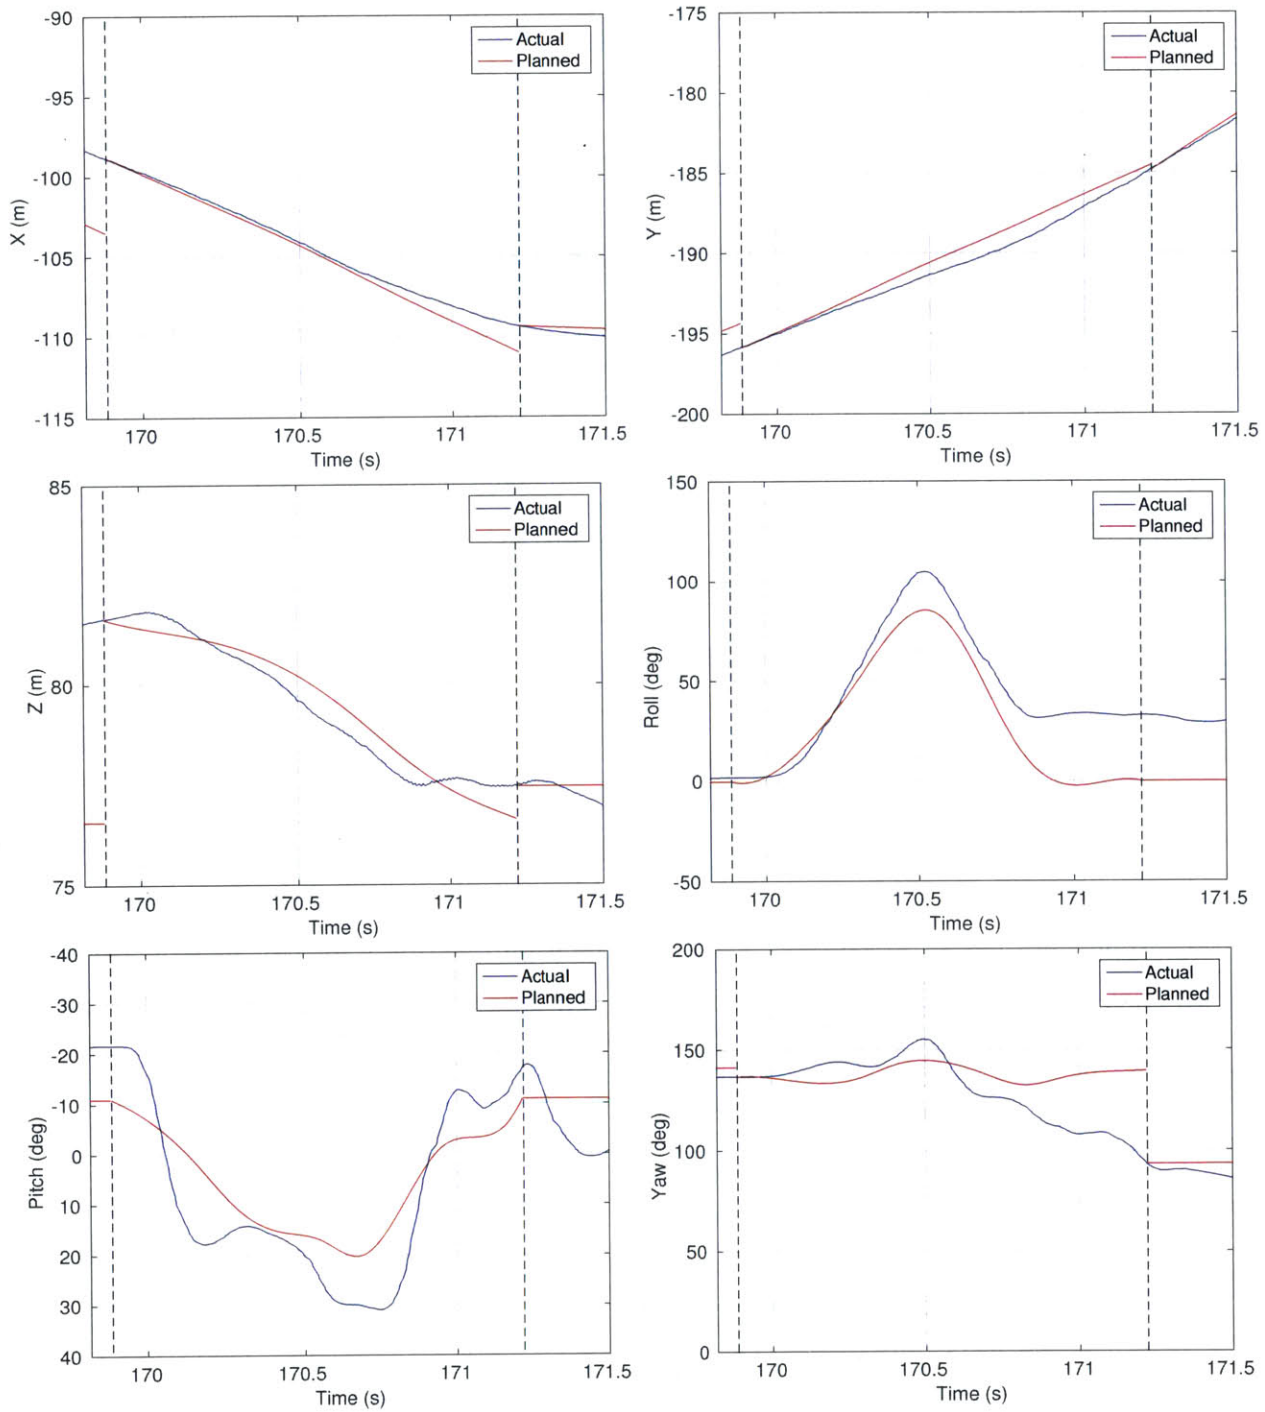 -90
-95
-100
-105
-110
-115
X (m)
170
170.5
171
171.5
Time (s)
Actual
Planned
-175
-180
-185
-190
-195
-200
Y (m)
170
170.5
171
171.5
Time (s)
Actual
Planned
85
80
75
Z (m)
170
170.5
171
171.5
Time (s)
Actual
Planned
150
100
50
0
-50
Roll (deg)
170
170.5
171
171.5
Time (s)
Actual
Planned
-40
-30
-20
-10
0
10
20
30
40
Pitch (deg)
170
170.5
171
171.5
Time (s)
Actual
Planned
200
150
100
50
0
Yaw (deg)
170
170.5
171
171.5
Time (s)
Actual
Planned